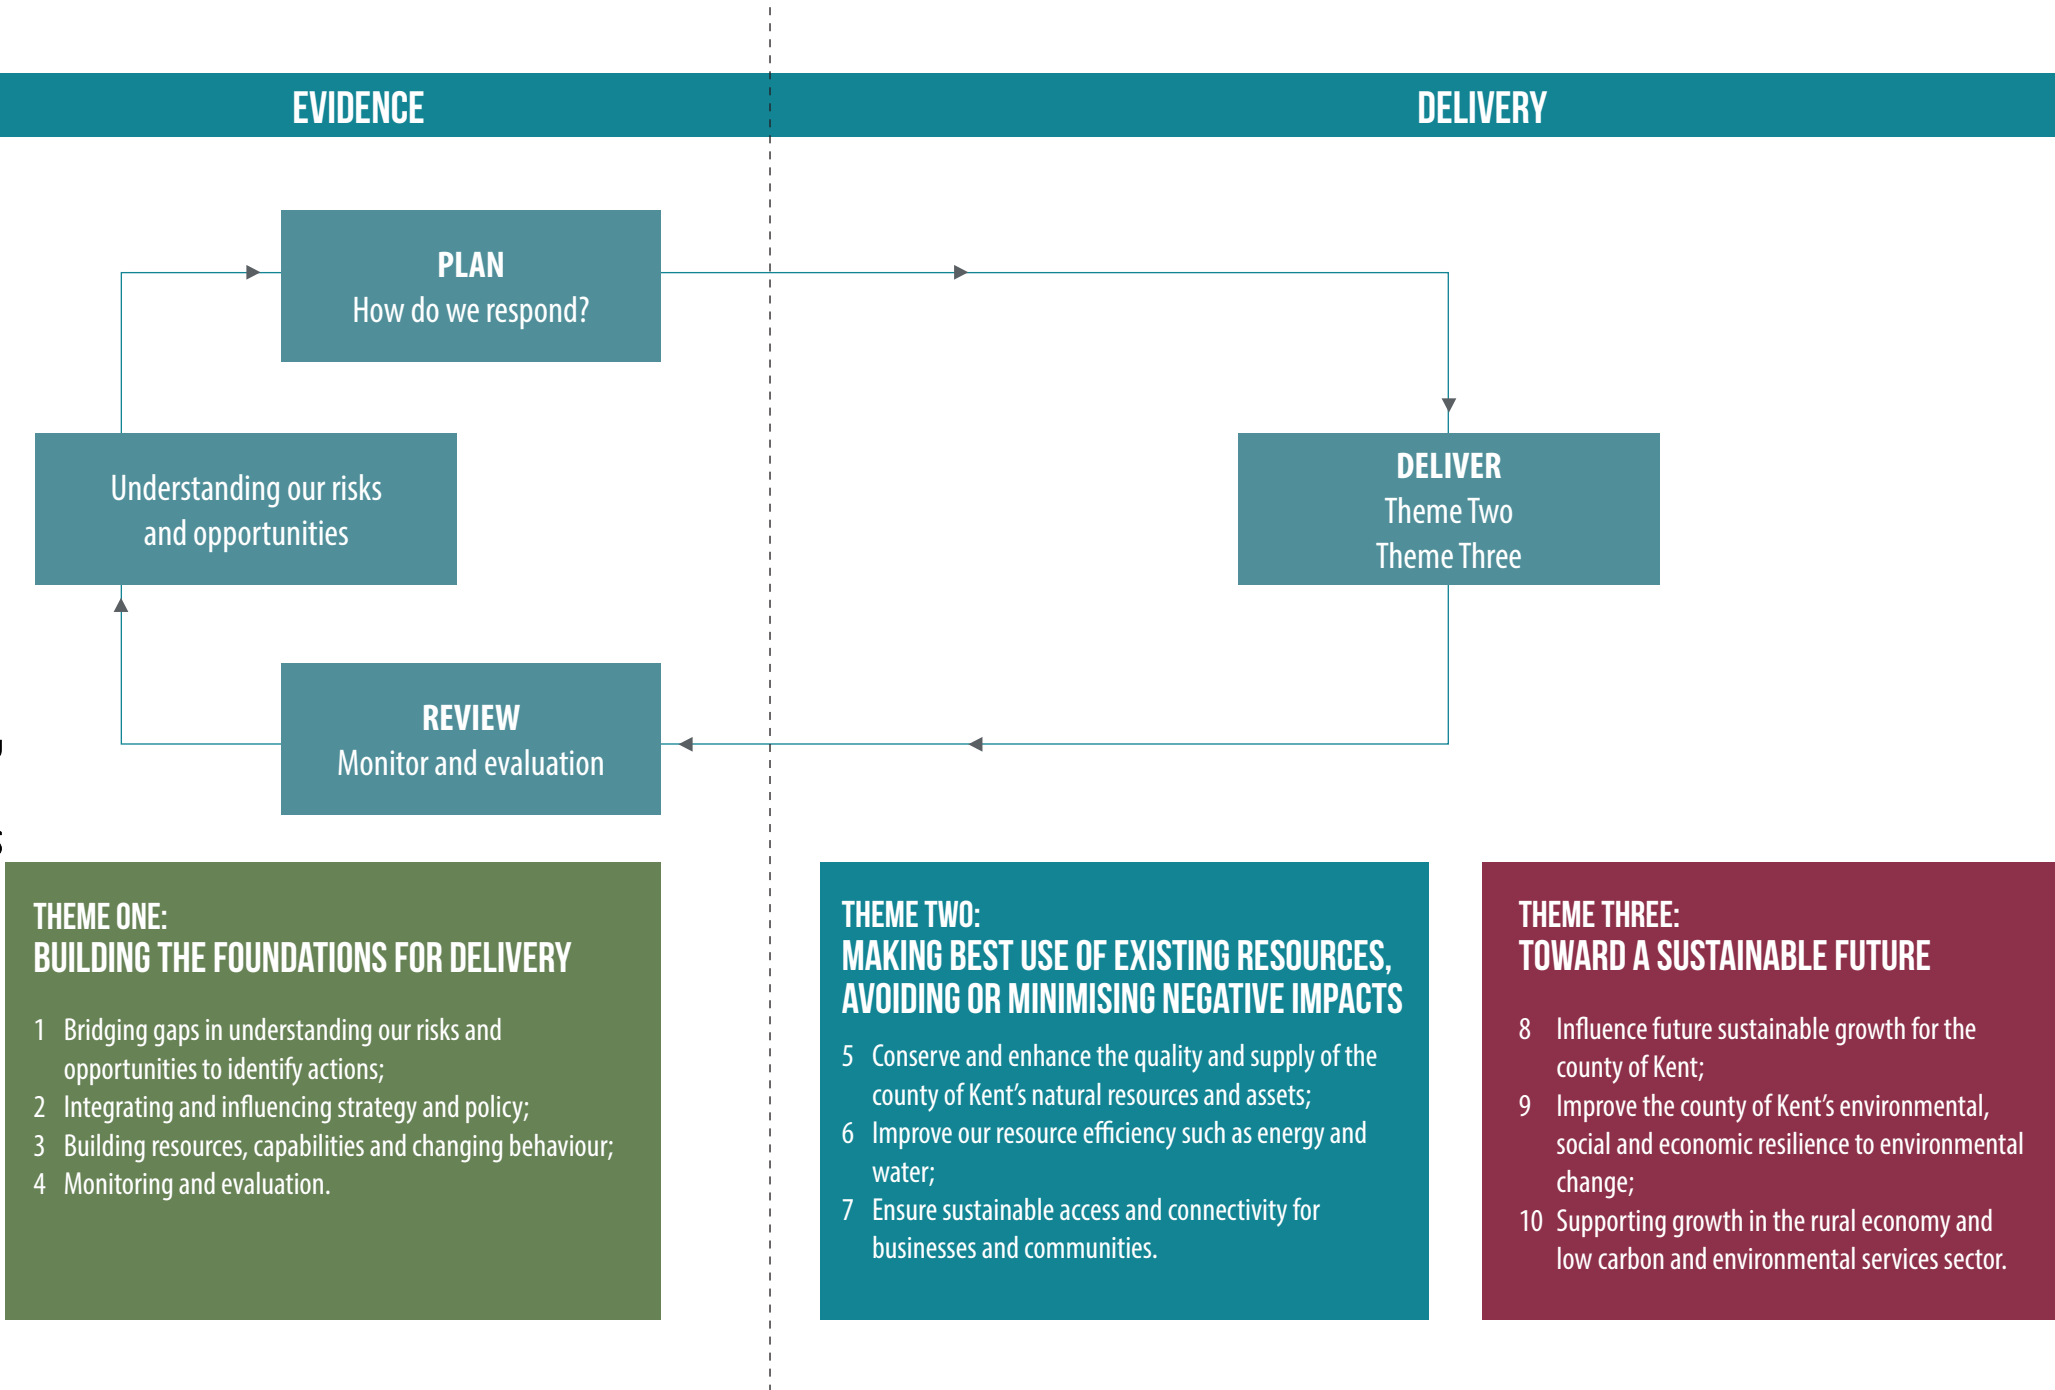 EVIDENCE
DELIVERY
PLAN
How do we respond?
Understanding our risks
and opportunities
DELIVER
Theme Two
Theme Three
REVIEW
Monitor and evaluation
THEME ONE:
BUILDING THE FOUNDATIONS FOR DELIVERY
1 Bridging gaps in understanding our risks and
opportunities to identify actions;
2 Integrating and influencing strategy and policy;
3 Building resources, capabilities and changing behaviour;
4 Monitoring and evaluation.
THEME TWO:
MAKING BEST USE OF EXISTING RESOURCES,
AVOIDING OR MINIMISING NEGATIVE IMPACTS
5 Conserve and enhance the quality and supply of the
county of Kent's natural resources and assets;
6 Improve our resource efficiency such as energy and
water;
7 Ensure sustainable access and connectivity for
businesses and communities.
THEME THREE:
TOWARD A SUSTAINABLE FUTURE
8 Influence future sustainable growth for the
county of Kent;
9 Improve the county of Kent's environmental,
social and economic resilience to environmental
change;
10 Supporting growth in the rural economy and
low carbon and environmental services sector.